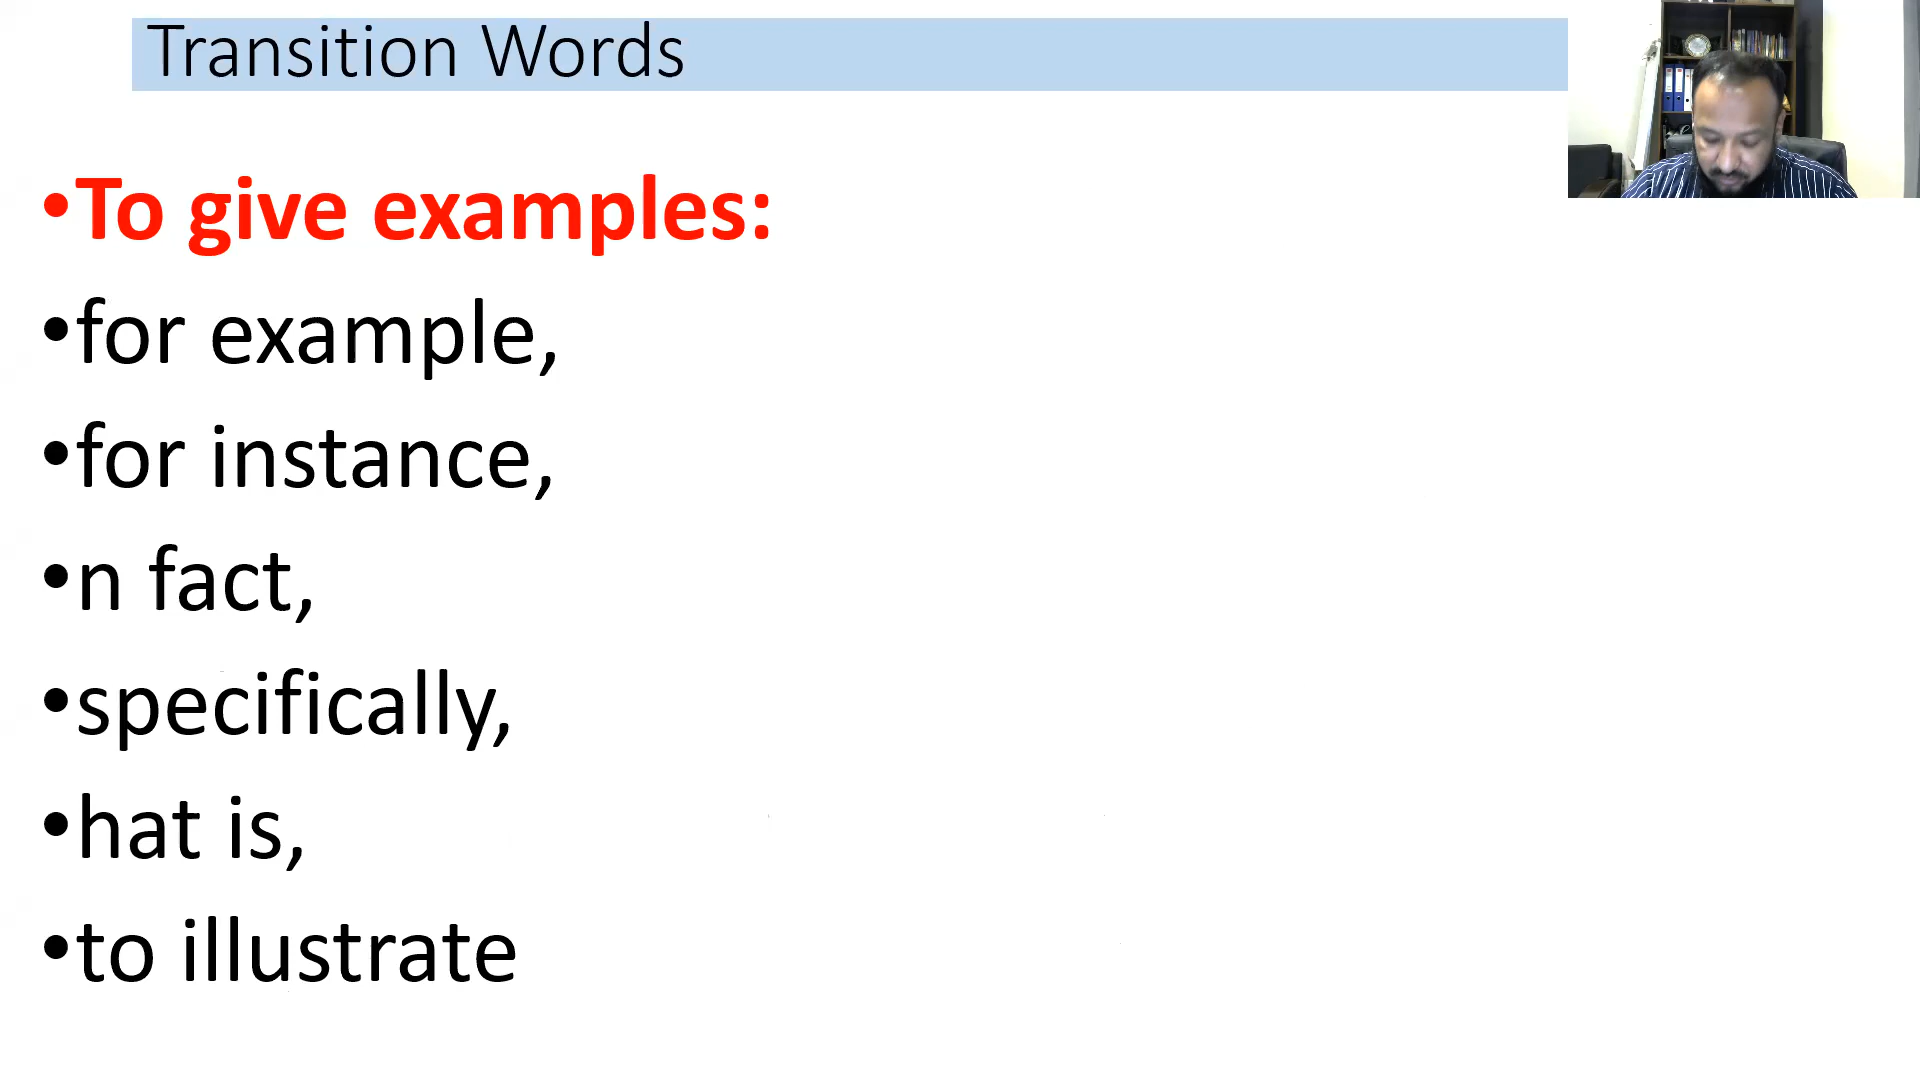 Transition Words
•To give examples:
•for example,
•for instance,
•n fact,
•specifically,
•hat is,
•to illustrate